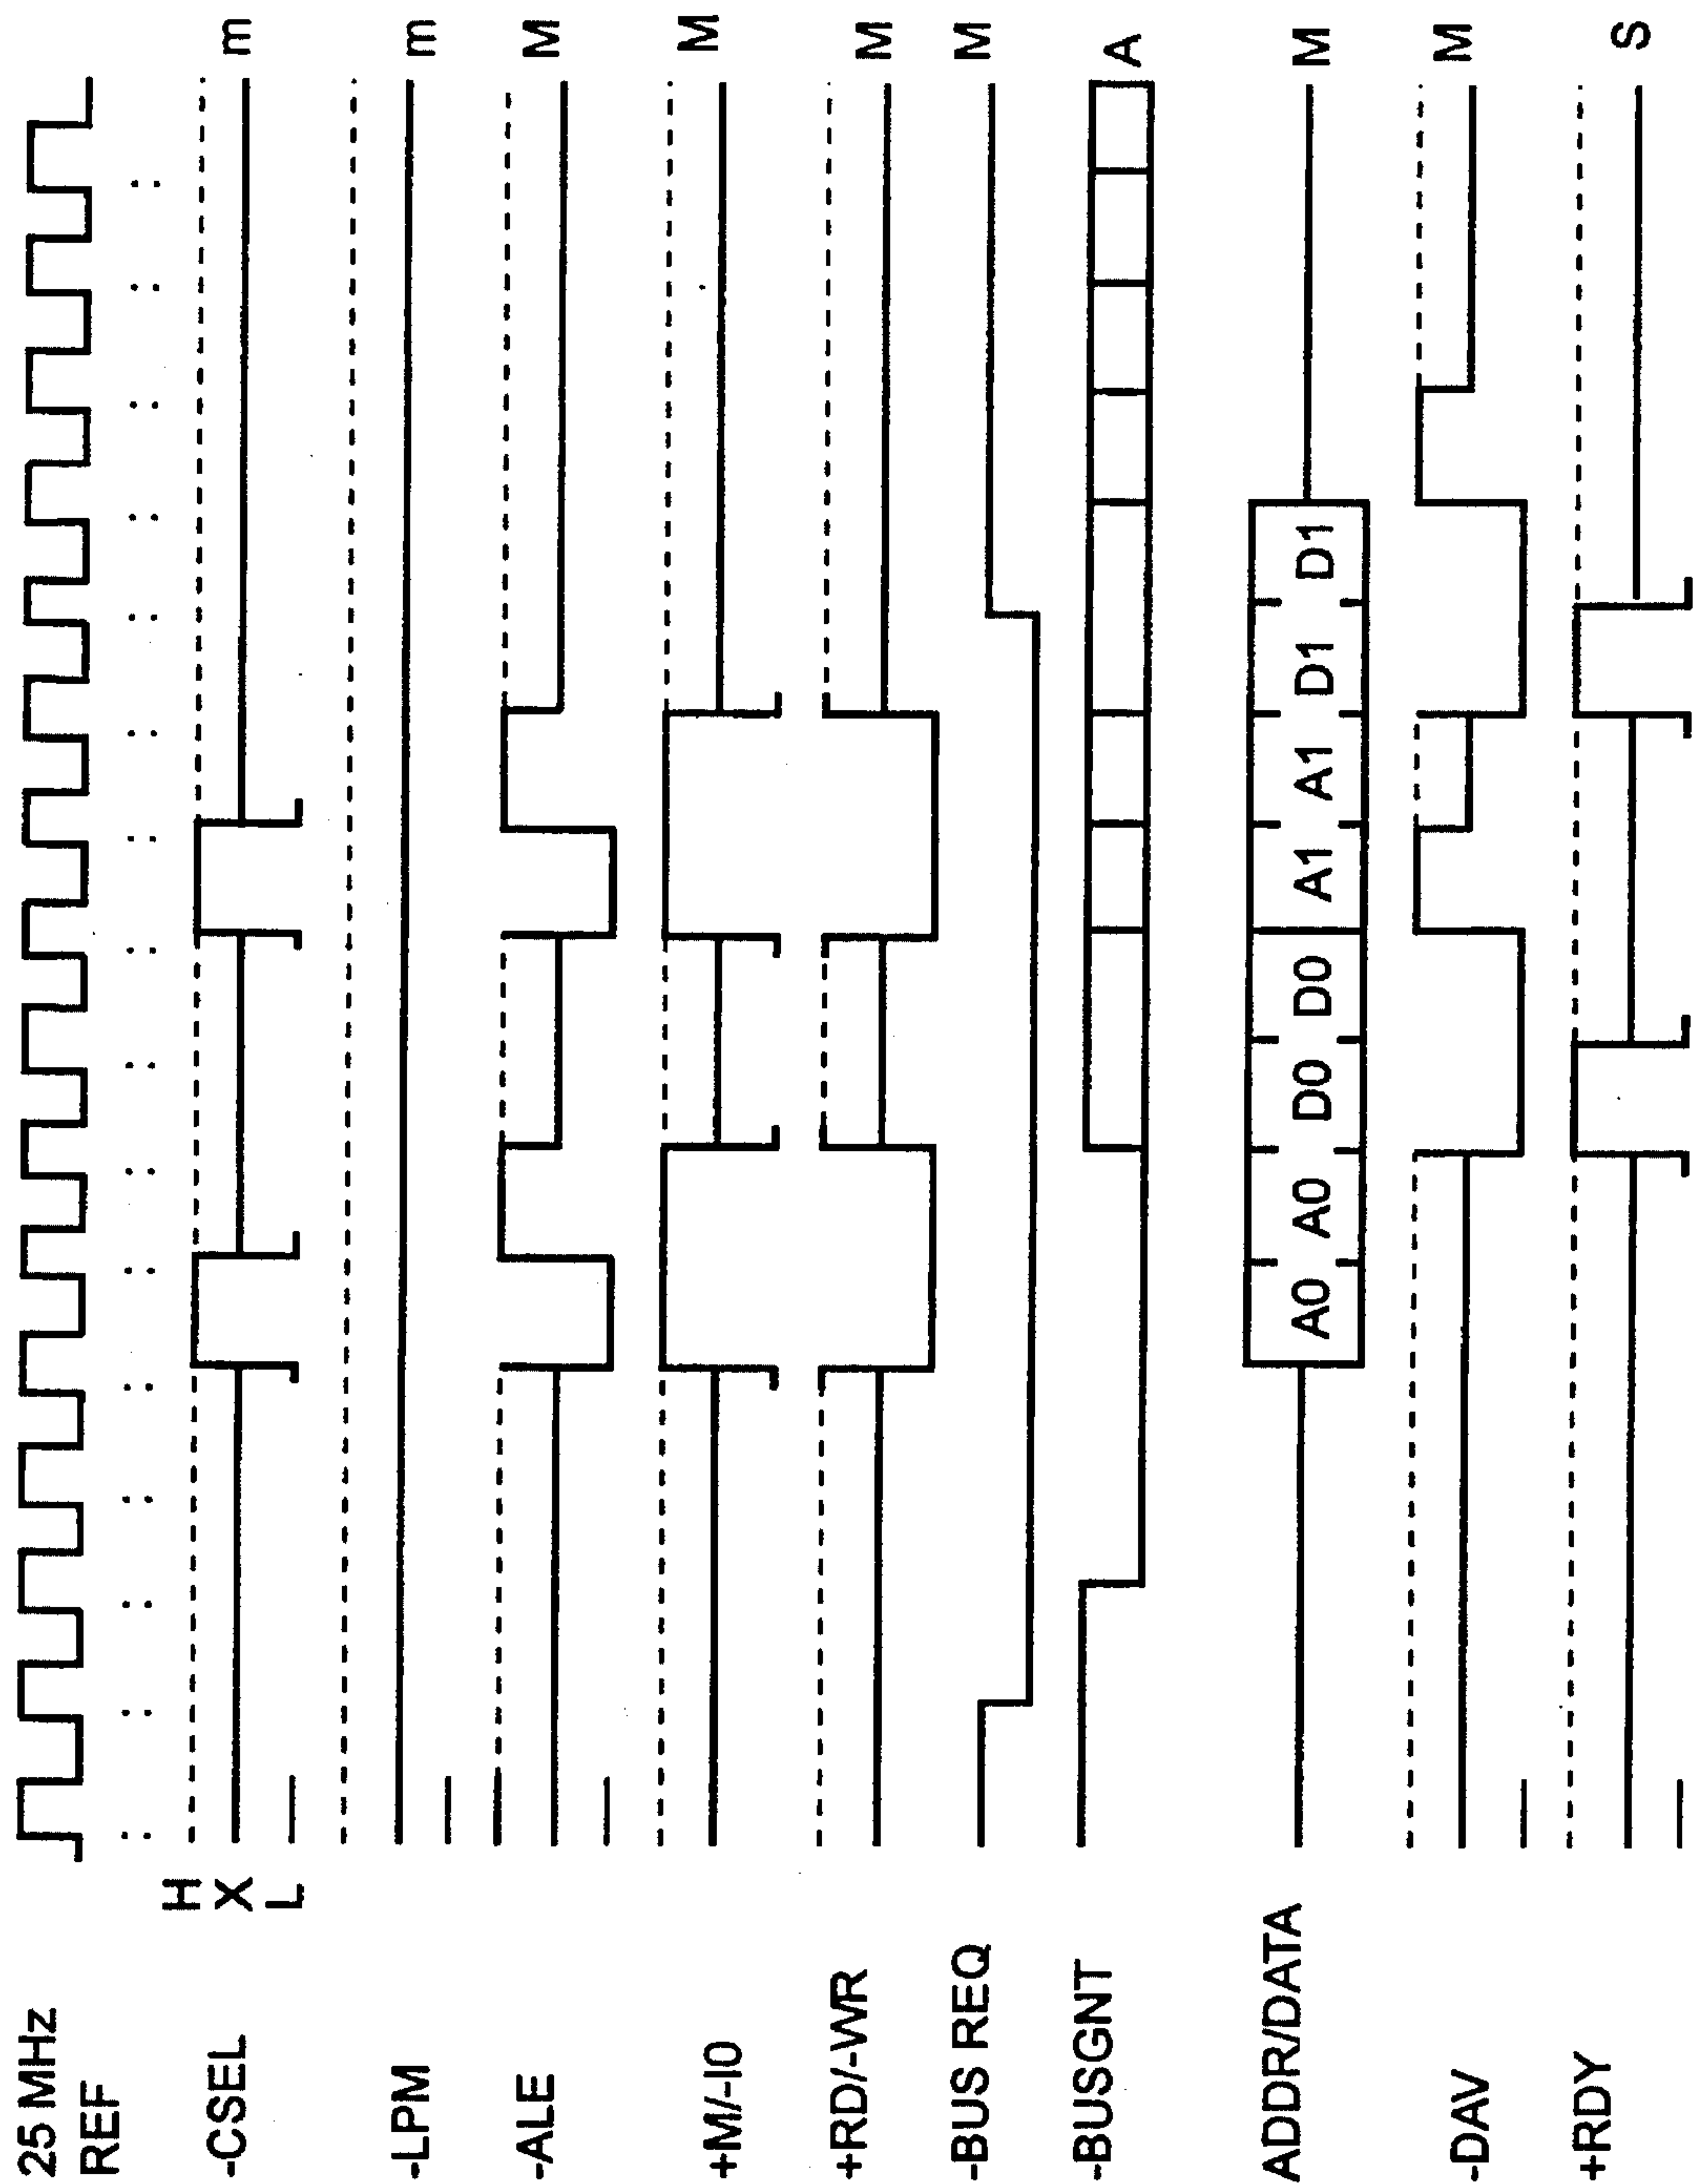 25 MHz
REF
H
X
L
-CSEL m
-LPM m
-ALE M
+M/-I0 M
+RD/-WR M
-BUS REQ M
-BUSGNT A
ADDR/DATA A0 A0 D0 D0 A1 A1 D1 D1 M
-DAV M
+RDY S